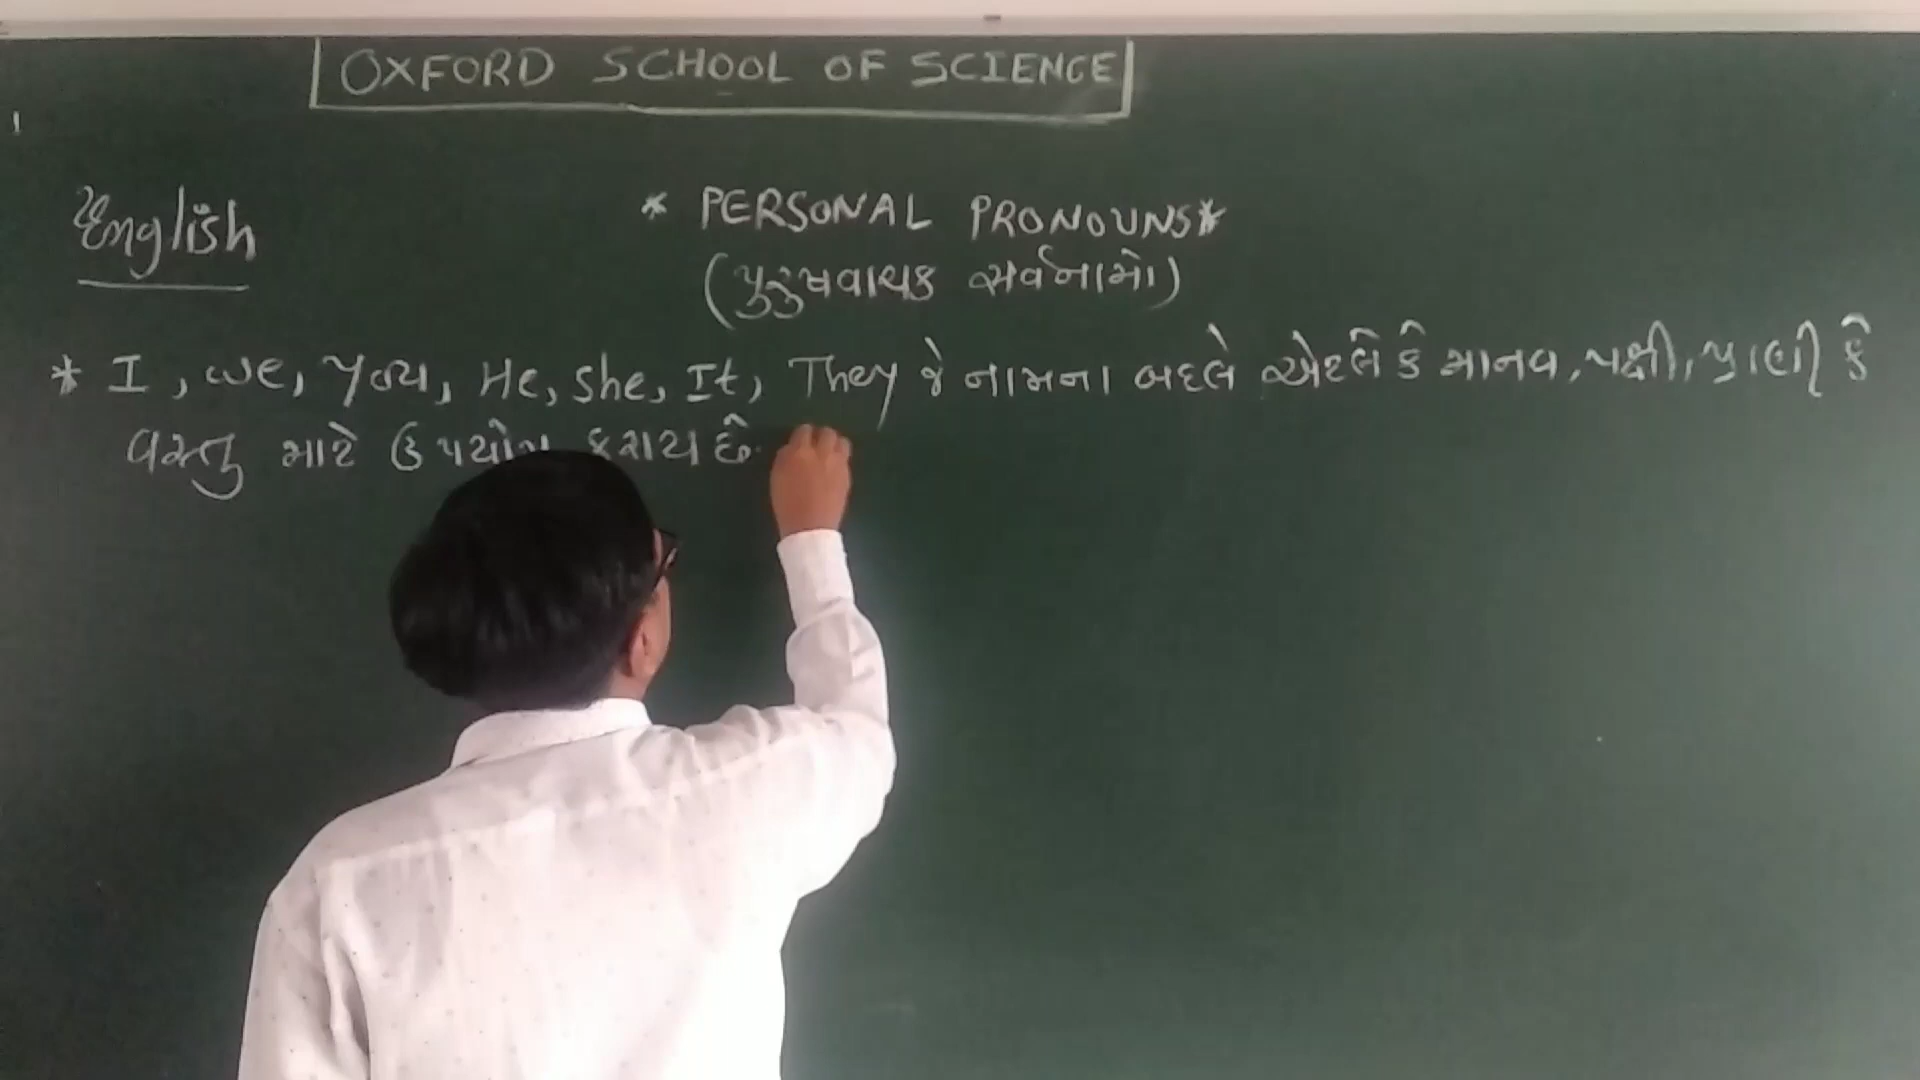 OXFORD SCHOOL OF SCIENCE
English
* PERSONAL PRONOUNS *
(પુરુષવાચક સર્વનામો)
* I, we, You, He, she, It, They જે નામના બદલે એટલે કે માનવ, પક્ષી, પ્રાણી કે
વસ્તુ માટે ઉપયોગ કરાય છે.